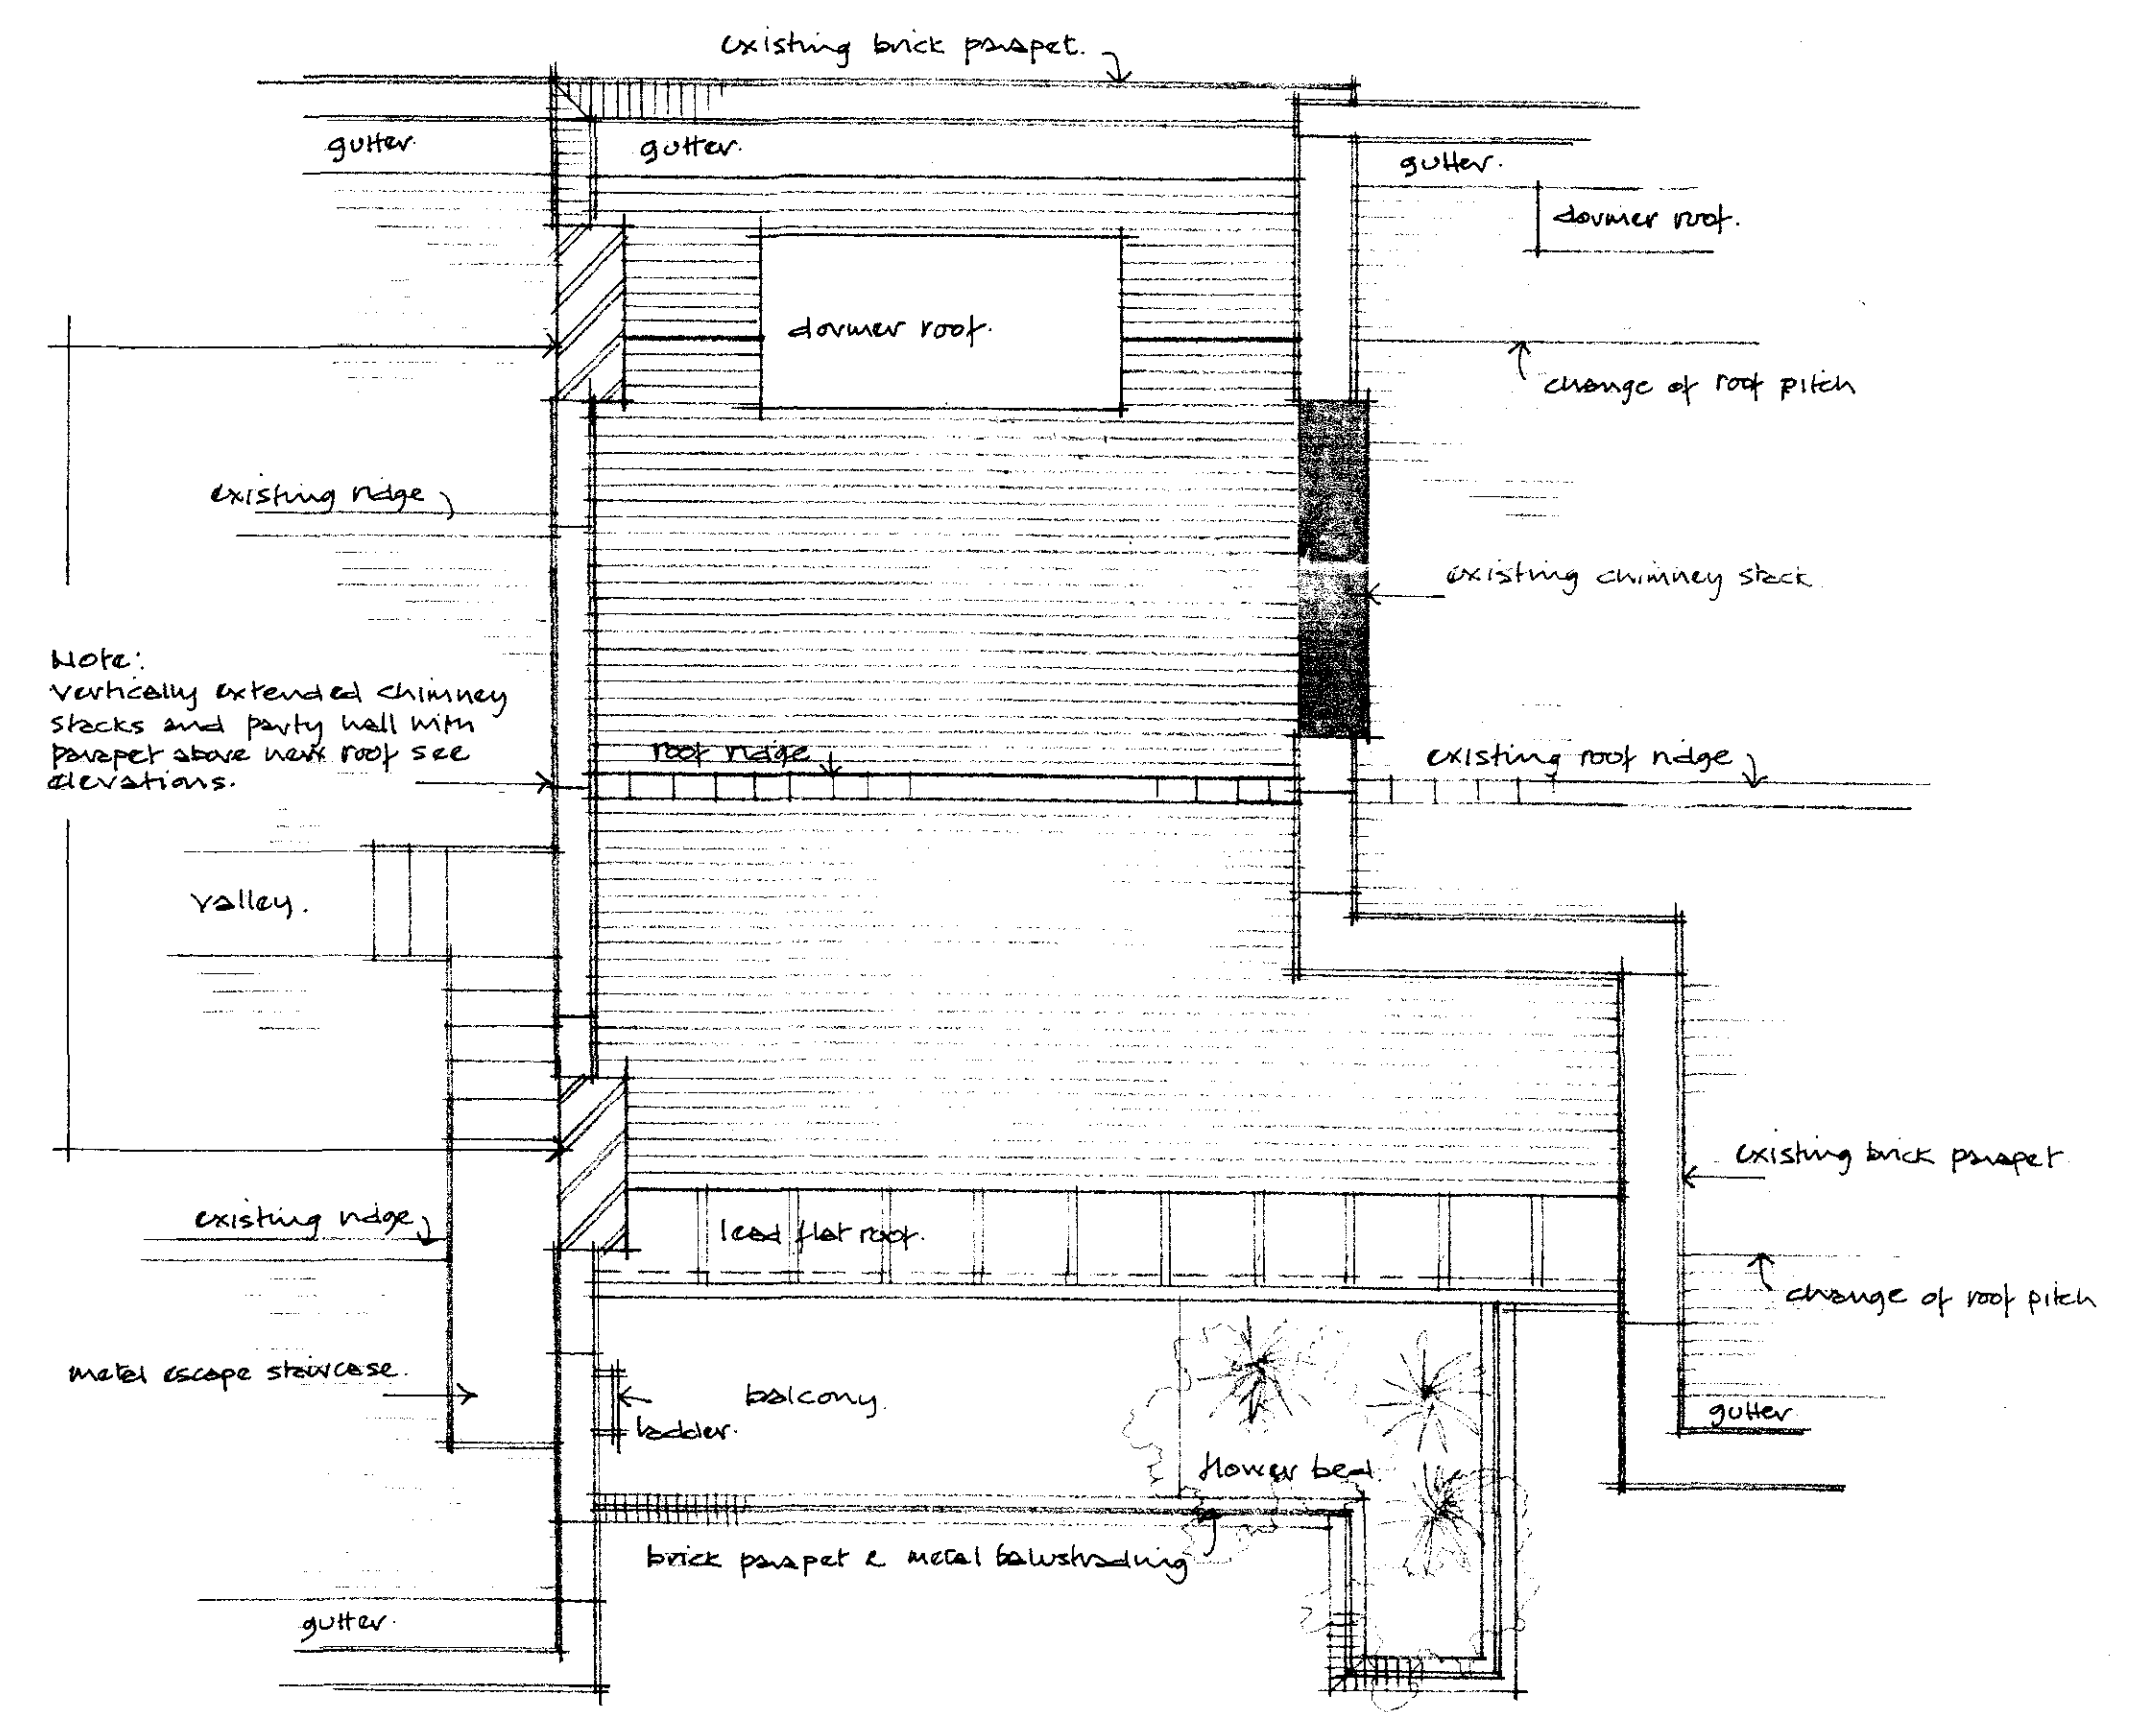 existing brick parapet.
gutter.
gutter.
gutter.
dormer roof.
dormer roof.
change of roof pitch
existing ridge
existing chimney stack
Note:
vertically extended chimney
stacks and party wall with
parapet above new roof see
elevations.
roof ridge
existing roof ridge
valley.
existing brick parapet
existing ridge
lead flat roof.
change of roof pitch
metal escape staircase.
balcony
ladder.
gutter.
flower bed
brick parapet & metal balustrading
gutter.